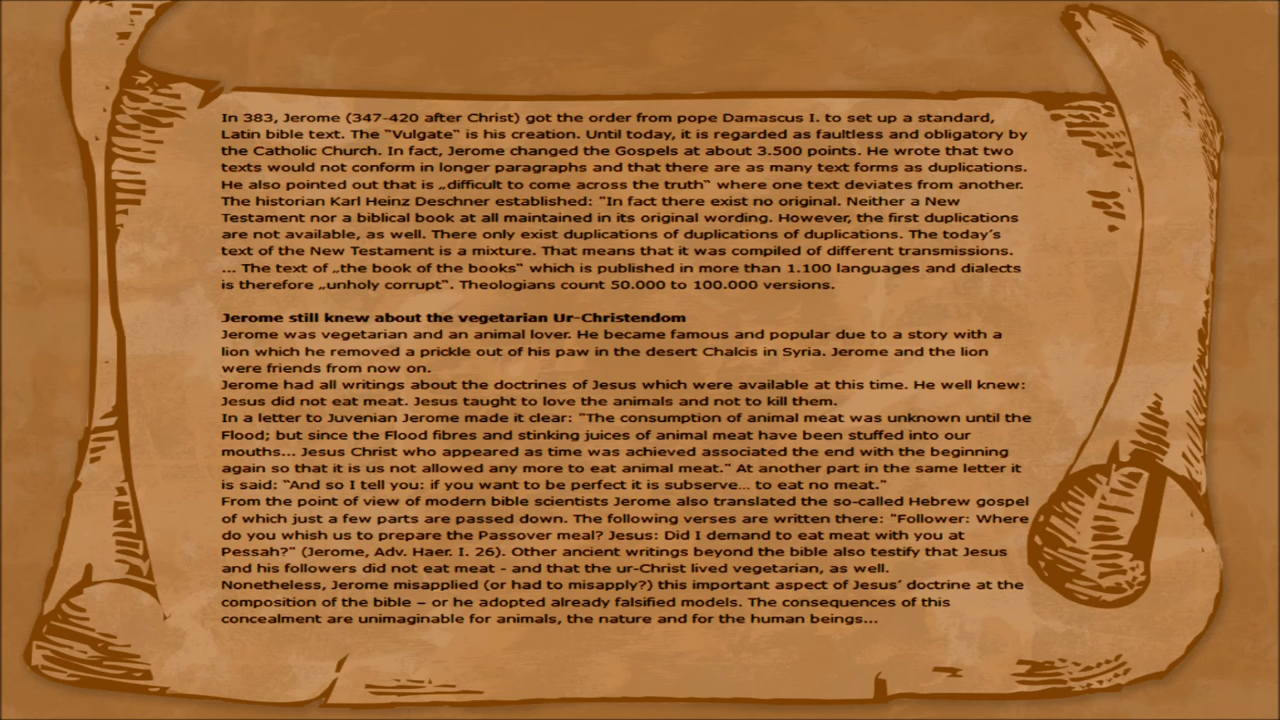 In 383, Jerome (347-420 after Christ) got the order from pope Damascus I. to set up a standard,
Latin bible text. The "Vulgate" is his creation. Until today, it is regarded as faultless and obligatory by
the Catholic Church. In fact, Jerome changed the Gospels at about 3.500 points. He wrote that two
texts would not conform in longer paragraphs and that there are as many text forms as duplications.
He also pointed out that is „difficult to come across the truth‟ where one text deviates from another.
The historian Karl Heinz Deschner established: "In fact there exist no original. Neither a New
Testament nor a biblical book at all maintained in its original wording. However, the first duplications
are not available, as well. There only exist duplications of duplications of duplications. The today´s
text of the New Testament is a mixture. That means that it was compiled of different transmissions.
... The text of „the book of the books‟ which is published in more than 1.100 languages and dialects
is therefore „unholy corrupt‟. Theologians count 50.000 to 100.000 versions.
Jerome still knew about the vegetarian Ur-Christendom
Jerome was vegetarian and an animal lover. He became famous and popular due to a story with a
lion which he removed a prickle out of his paw in the desert Chalcis in Syria. Jerome and the lion
were friends from now on.
Jerome had all writings about the doctrines of Jesus which were available at this time. He well knew:
Jesus did not eat meat. Jesus taught to love the animals and not to kill them.
In a letter to Juvenian Jerome made it clear: "The consumption of animal meat was unknown until the
Flood; but since the Flood fibres and stinking juices of animal meat have been stuffed into our
mouths... Jesus Christ who appeared as time was achieved associated the end with the beginning
again so that it is us not allowed any more to eat animal meat." At another part in the same letter it
is said: "And so I tell you: if you want to be perfect it is subserve... to eat no meat."
From the point of view of modern bible scientists Jerome also translated the so-called Hebrew gospel
of which just a few parts are passed down. The following verses are written there: "Follower: Where
do you whish us to prepare the Passover meal? Jesus: Did I demand to eat meat with you at
Pessah?" (Jerome, Adv. Haer. I. 26). Other ancient writings beyond the bible also testify that Jesus
and his followers did not eat meat - and that the ur-Christ lived vegetarian, as well.
Nonetheless, Jerome misapplied (or had to misapply?) this important aspect of Jesus´ doctrine at the
composition of the bible – or he adopted already falsified models. The consequences of this
concealment are unimaginable for animals, the nature and for the human beings...